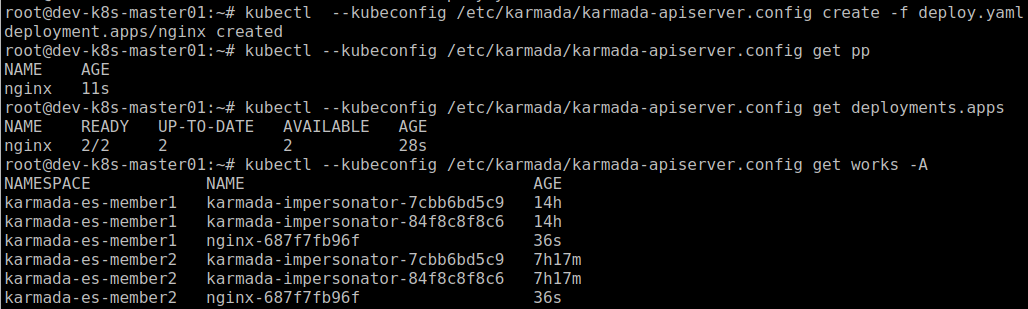 root@dev-k8s-master01:~# kubectl  --kubeconfig /etc/karmada/karmada-apiserver.config create -f deploy.yaml
deployment.apps/nginx created
root@dev-k8s-master01:~# kubectl --kubeconfig /etc/karmada/karmada-apiserver.config get pp
NAME    AGE
nginx   11s
root@dev-k8s-master01:~# kubectl --kubeconfig /etc/karmada/karmada-apiserver.config get deployments.apps
NAME    READY   UP-TO-DATE   AVAILABLE   AGE
nginx   2/2     2            2           28s
root@dev-k8s-master01:~# kubectl --kubeconfig /etc/karmada/karmada-apiserver.config get works -A
NAMESPACE            NAME                              AGE
karmada-es-member1   karmada-impersonator-7cbb6bd5c9   14h
karmada-es-member1   karmada-impersonator-84f8c8f8c6   14h
karmada-es-member1   nginx-687f7fb96f                  36s
karmada-es-member2   karmada-impersonator-7cbb6bd5c9   7h17m
karmada-es-member2   karmada-impersonator-84f8c8f8c6   7h17m
karmada-es-member2   nginx-687f7fb96f                  36s